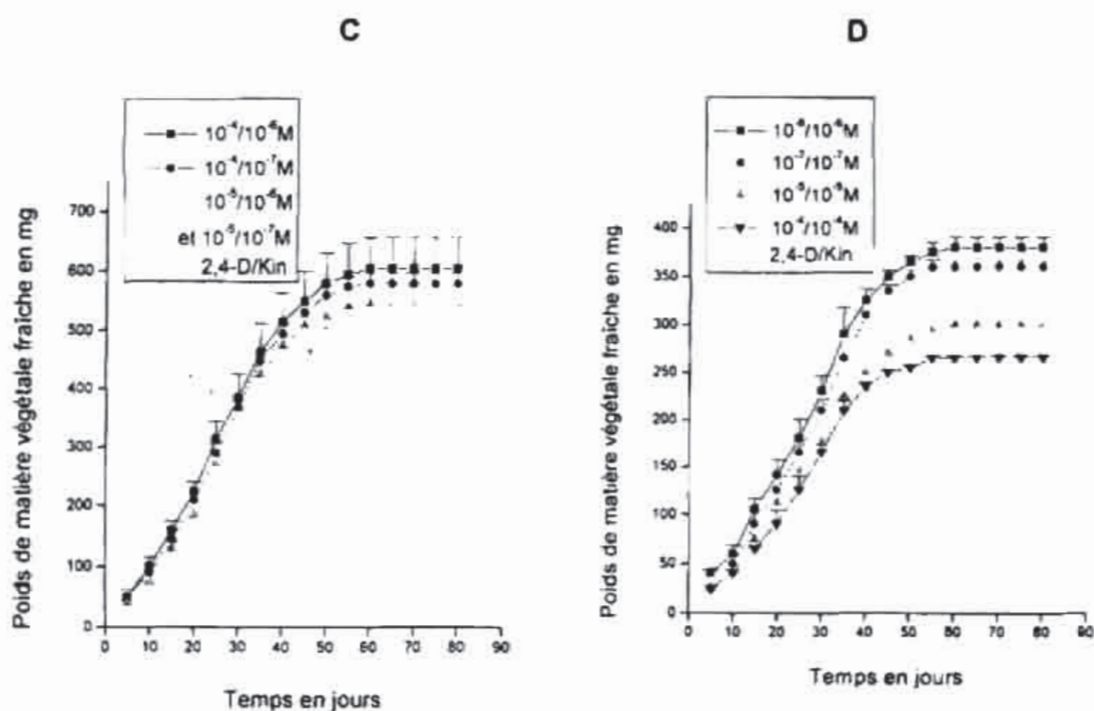 C
10⁻⁴/10⁻⁶M
10⁻⁴/10⁻⁷M
10⁻⁵/10⁻⁶M
et 10⁻⁵/10⁻⁷M
2,4-D/Kin
Poids de matière végétale fraîche en mg
700
600
500
400
300
200
100
0
0 10 20 30 40 50 60 70 80 90
Temps en jours
D
10⁻⁶/10⁻⁶M
10⁻⁷/10⁻⁷M
10⁻⁵/10⁻⁵M
10⁻⁴/10⁻⁴M
2,4-D/Kin
Poids de matière végétale fraîche en mg
400
350
300
250
200
150
100
50
0
0 10 20 30 40 50 60 70 80 90
Temps en jours